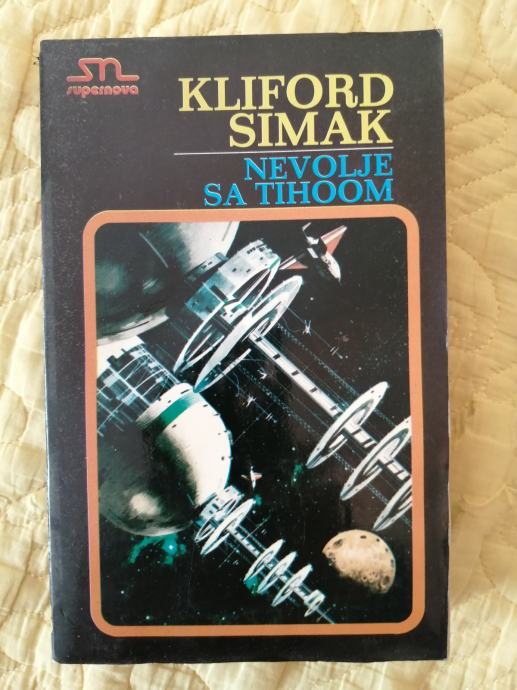 sn
supernova
KLIFORD
SIMAK
NEVOLJE
SA TIHOOM